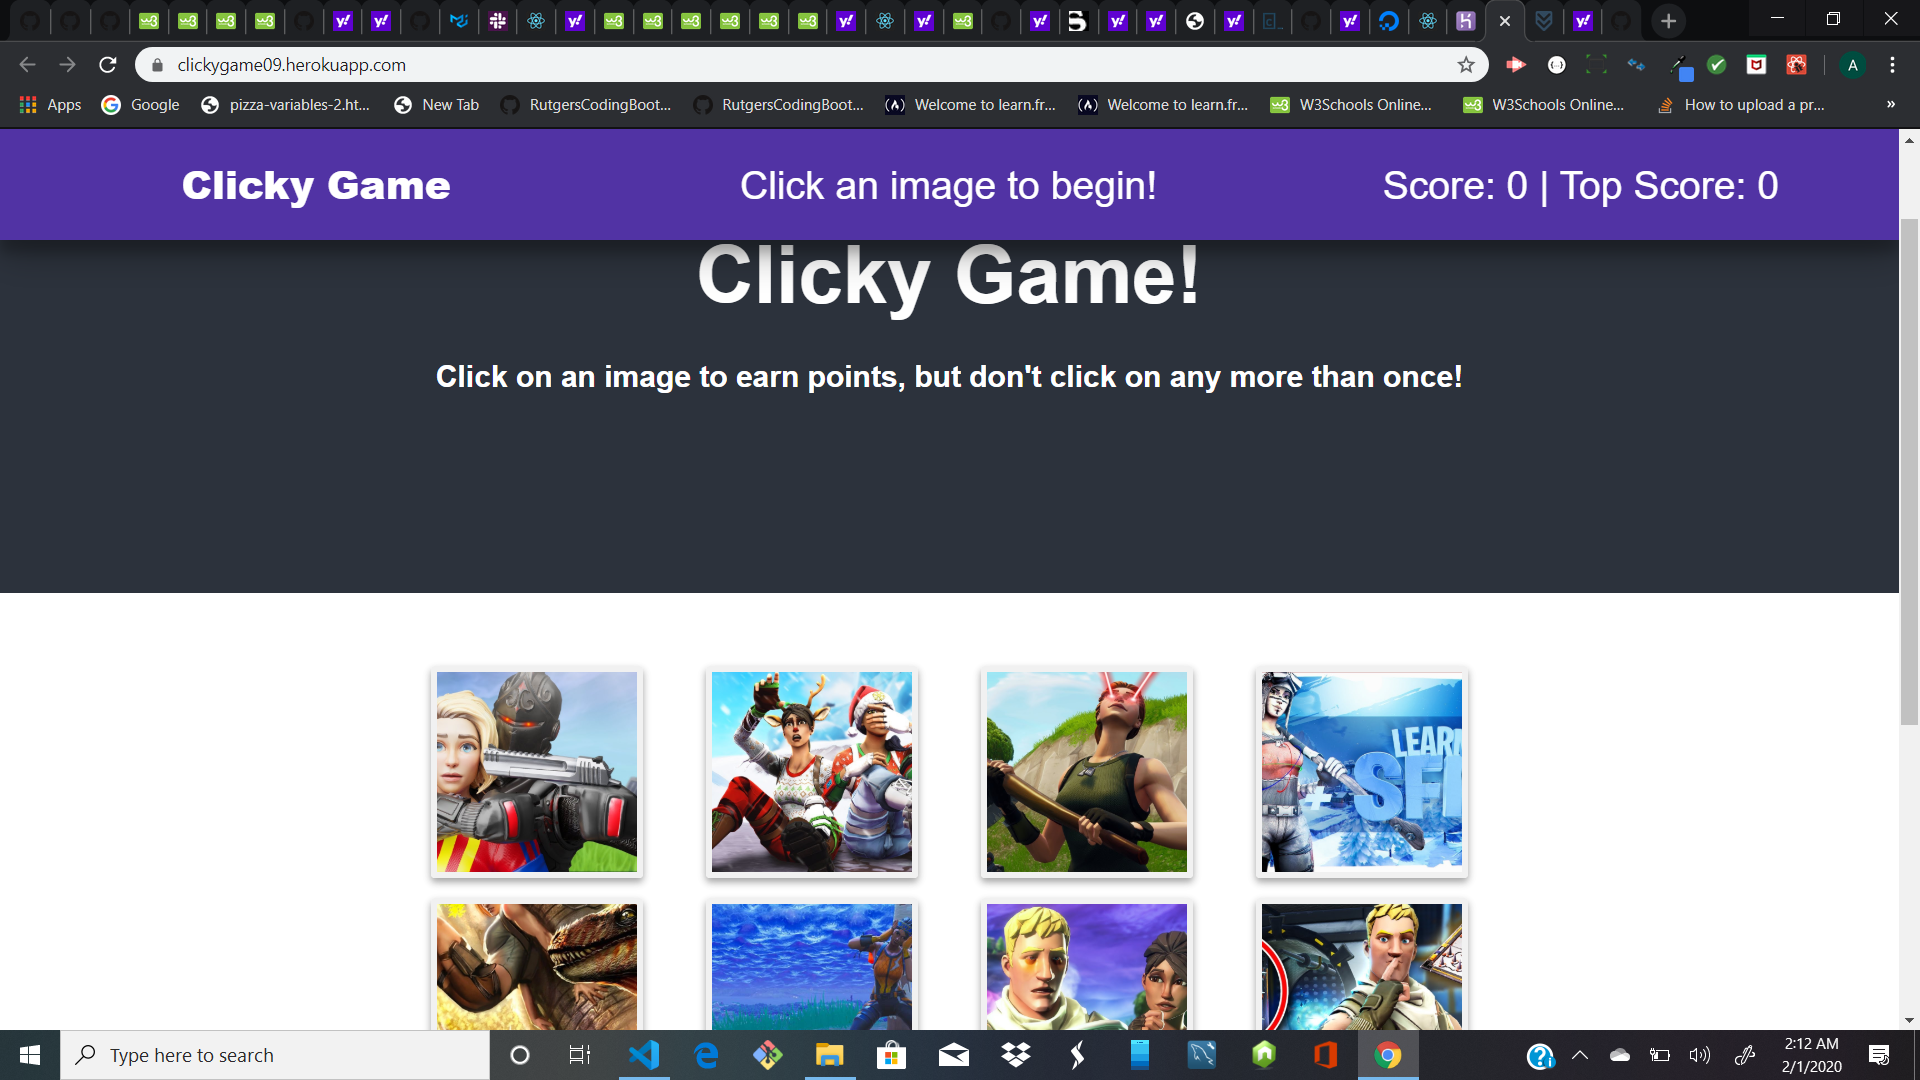 clickygame09.herokuapp.com
A
Apps
Google
pizza-variables-2.ht...
New Tab
RutgersCodingBoot...
RutgersCodingBoot...
Welcome to learn.fr...
Welcome to learn.fr...
W3Schools Online...
W3Schools Online...
How to upload a pr...
»
Clicky Game
Click an image to begin!
Score: 0 | Top Score: 0
Clicky Game!
Click on an image to earn points, but don't click on any more than once!
Type here to search
2:12 AM
2/1/2020